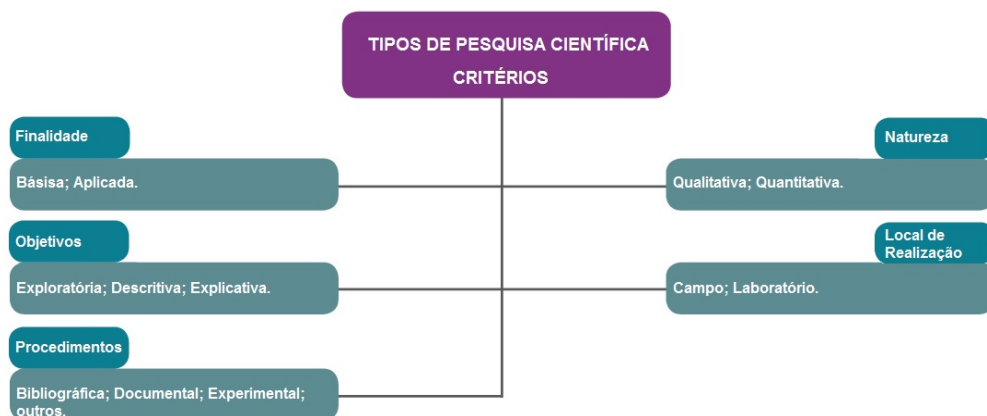 TIPOS DE PESQUISA CIENTÍFICA
CRITÉRIOS
Finalidade
Básisa; Aplicada.
Objetivos
Exploratória; Descritiva; Explicativa.
Procedimentos
Bibliográfica; Documental; Experimental;
outros.
Natureza
Qualitativa; Quantitativa.
Local de
Realização
Campo; Laboratório.